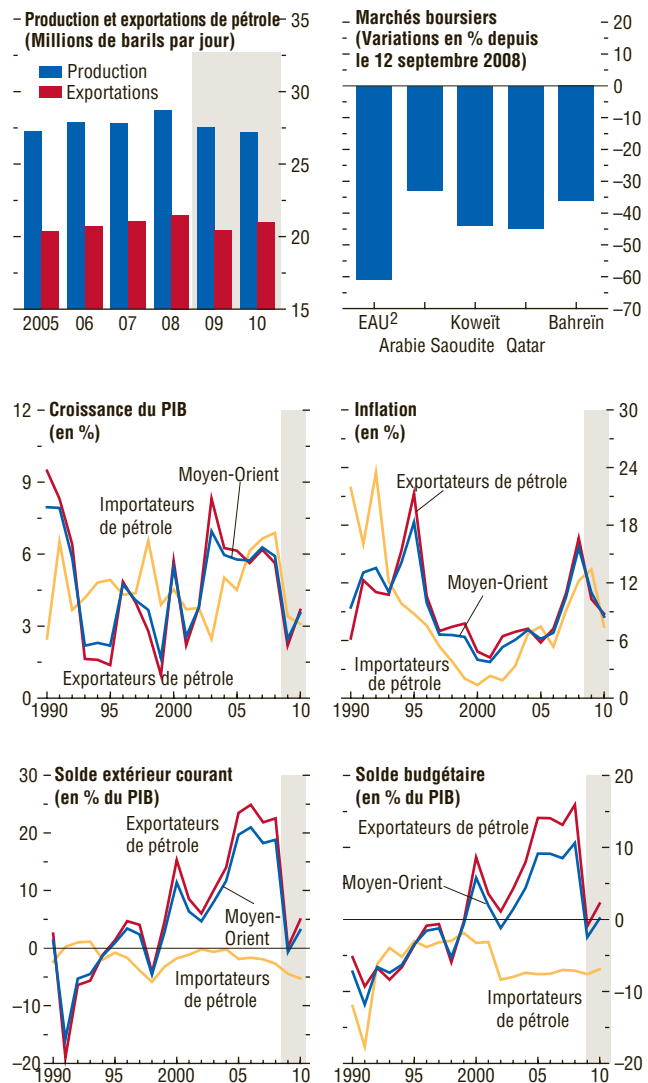 Production et exportations de pétrole
(Millions de barils par jour)
Production
Exportations
35
30
25
20
15
2005 06 07 08 09 10
Marchés boursiers
(Variations en % depuis
le 12 septembre 2008)
20
10
0
–10
–20
–30
–40
–50
–60
–70
EAU2 Koweït Bahreïn
Arabie Saoudite Qatar
Croissance du PIB
(en %)
12
9
6
3
0
Moyen-Orient
Importateurs
de pétrole
Exportateurs de pétrole
1990 95 2000 05 10
Inflation
(en %)
30
24
18
12
6
0
Exportateurs de pétrole
Moyen-Orient
Importateurs
de pétrole
1990 95 2000 05 10
Solde extérieur courant
(en % du PIB)
30
20
10
0
–10
–20
Exportateurs
de pétrole
Moyen-
Orient
Importateurs
de pétrole
1990 95 2000 05 10
Solde budgétaire
(en % du PIB)
20
10
0
–10
–20
Exportateurs de pétrole
Moyen-Orient
Importateurs
de pétrole
1990 95 2000 05 10